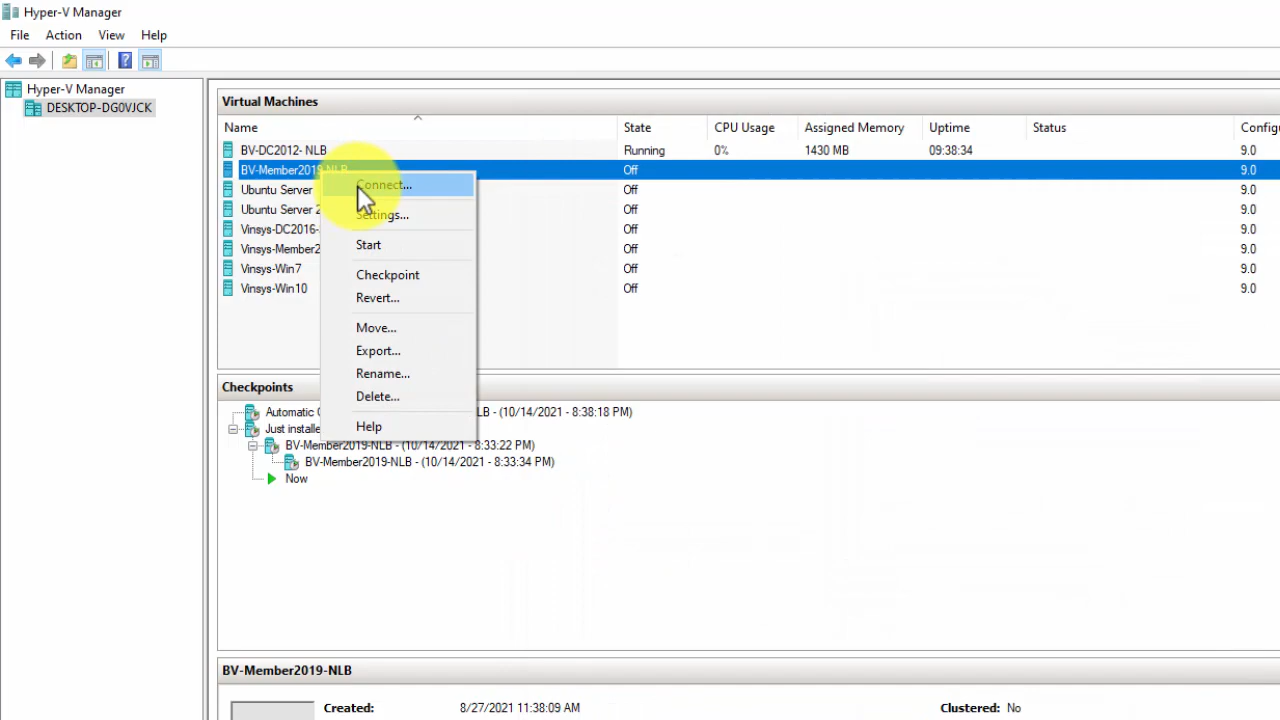 Hyper-V Manager
File Action View Help
Hyper-V Manager
DESKTOP-DG0VJCK
Virtual Machines
Name State CPU Usage Assigned Memory Uptime Status Configu
BV-DC2012- NLB Running 0% 1430 MB 09:38:34 9.0
BV-Member2019-NLB Off 9.0
Ubuntu Server Off 9.0
Ubuntu Server 2 Off 9.0
Vinsys-DC2016- Off 9.0
Vinsys-Member2 Off 9.0
Vinsys-Win7 Off 9.0
Vinsys-Win10 Off 9.0
Connect...
Settings...
Start
Checkpoint
Revert...
Move...
Export...
Rename...
Delete...
Help
Checkpoints
Automatic LB - (10/14/2021 - 8:38:18 PM)
Just installe
BV-Member2019-NLB - (10/14/2021 - 8:33:22 PM)
BV-Member2019-NLB - (10/14/2021 - 8:33:34 PM)
Now
BV-Member2019-NLB
Created: 8/27/2021 11:38:09 AM Clustered: No